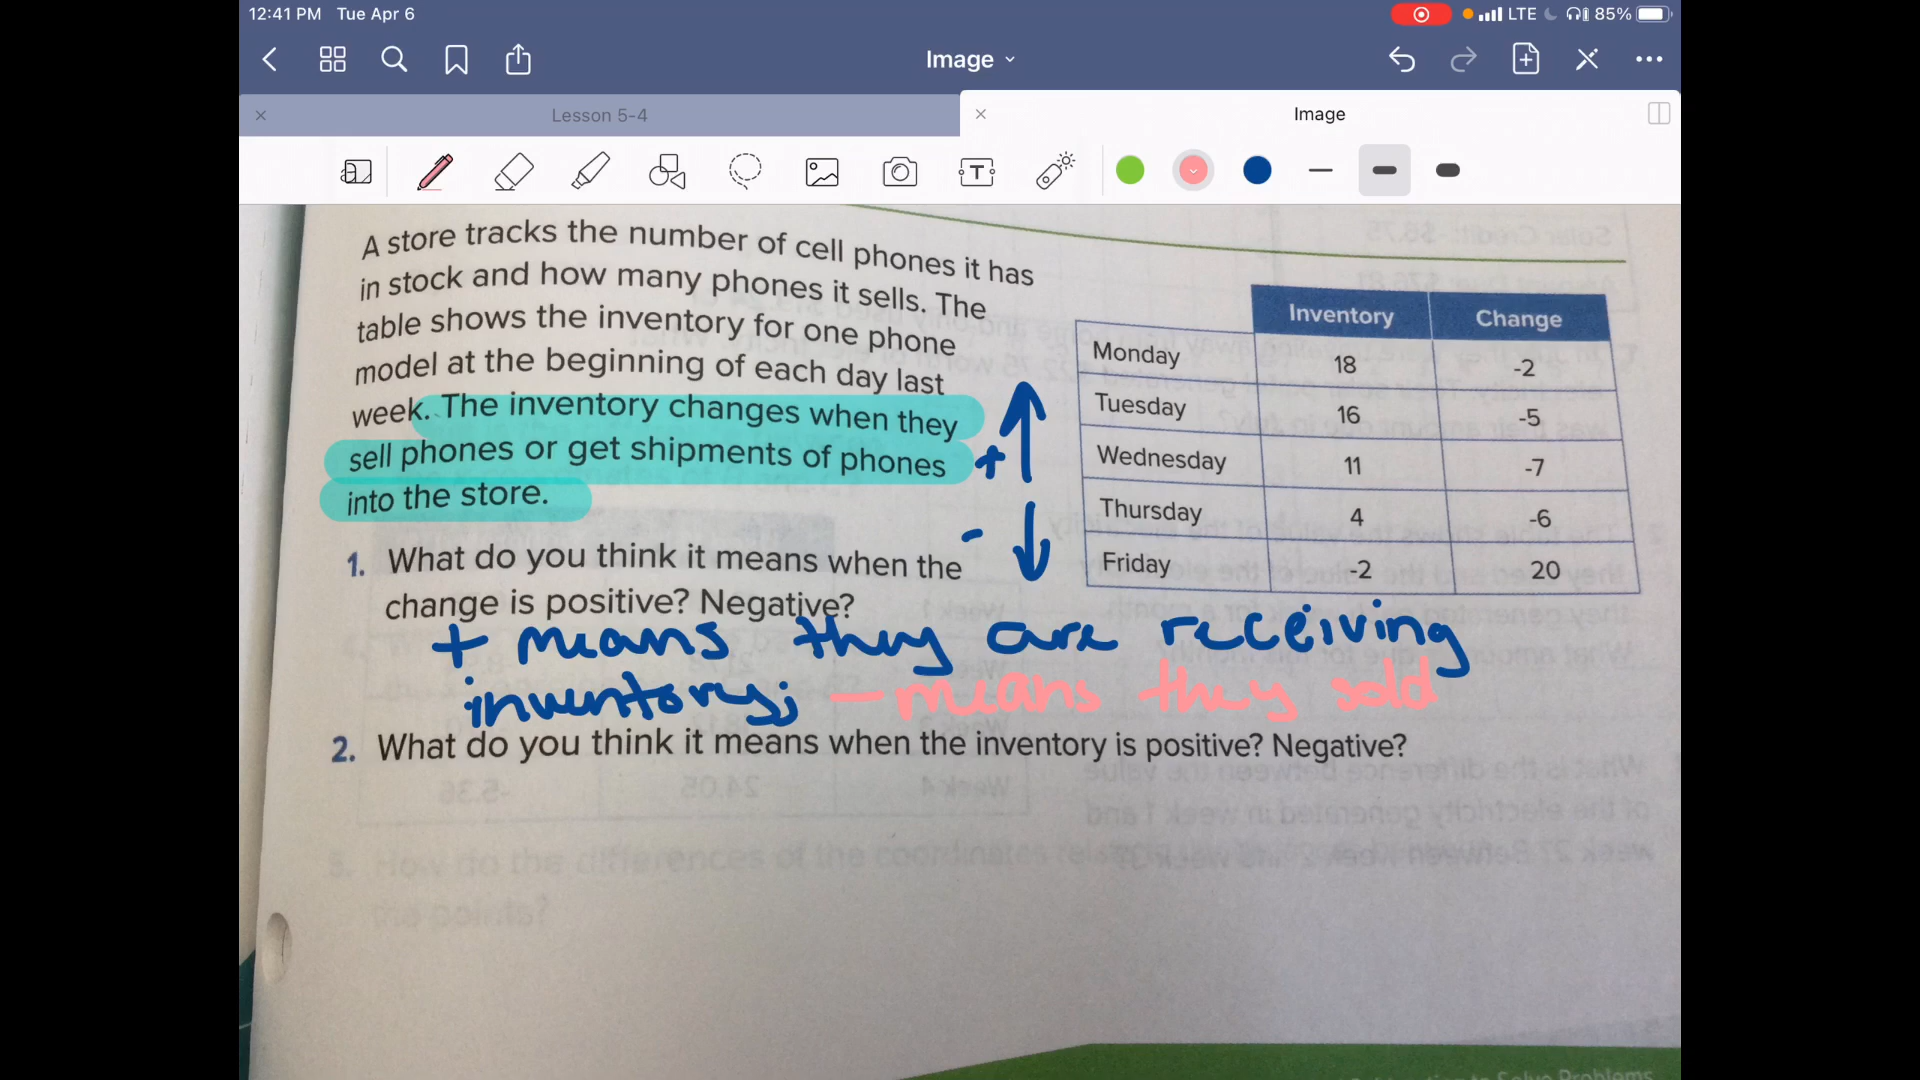 12:41 PM Tue Apr 6
LTE 85%
Image
Lesson 5-4
Image
T
A store tracks the number of cell phones it has
in stock and how many phones it sells. The
table shows the inventory for one phone
model at the beginning of each day last
week. The inventory changes when they
sell phones or get shipments of phones
into the store.
+
-
Inventory Change
Monday 18 -2
Tuesday 16 -5
Wednesday 11 -7
Thursday 4 -6
Friday -2 20
1. What do you think it means when the
change is positive? Negative?
+ means they are receiving
inventory; - means they sold
2. What do you think it means when the inventory is positive? Negative?